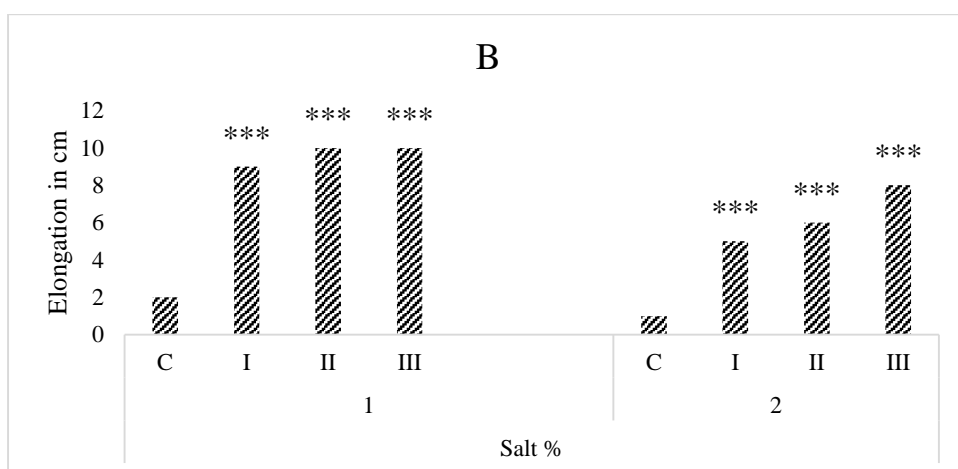 B
Elongation in cm
12
10
8
6
4
2
0
*** *** ***
*** *** ***
C I II III C I II III
1 2
Salt %